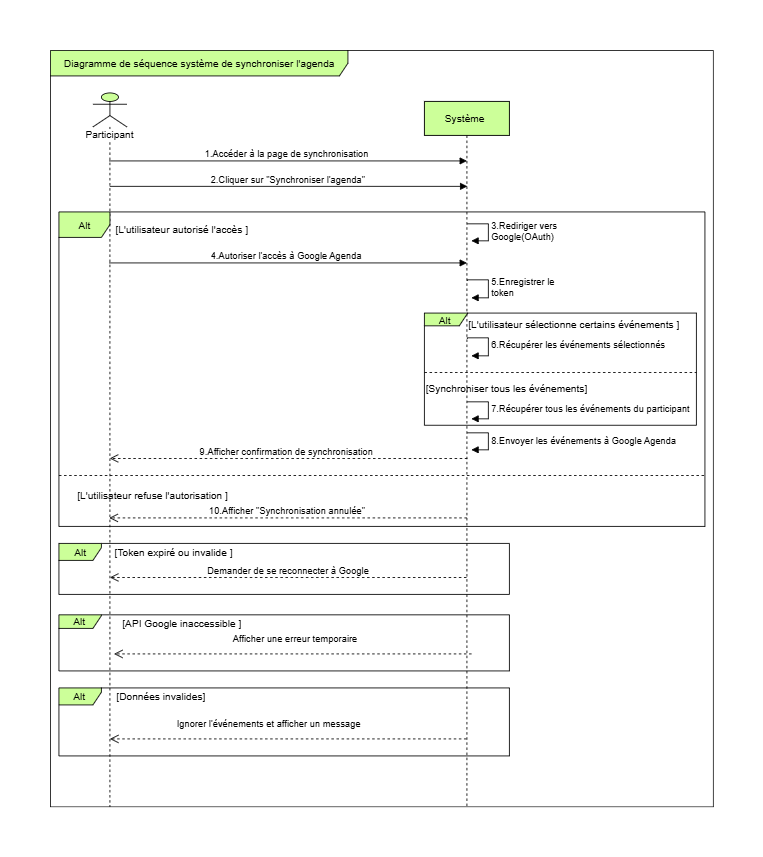 Diagramme de séquence système de synchroniser l'agenda
Participant
Système
1.Accéder à la page de synchronisation
2.Cliquer sur "Synchroniser l'agenda"
Alt
[L'utilisateur autorisé l'accès ]
3.Rediriger vers
Google(OAuth)
4.Autoriser l'accès à Google Agenda
5.Enregistrer le
token
Alt
[L'utilisateur sélectionne certains événements ]
6.Récupérer les événements sélectionnés
[Synchroniser tous les événements]
7.Récupérer tous les événements du participant
8.Envoyer les événements à Google Agenda
9.Afficher confirmation de synchronisation
[L'utilisateur refuse l'autorisation ]
10.Afficher "Synchronisation annulée"
Alt
[Token expiré ou invalide ]
Demander de se reconnecter à Google
Alt
[API Google inaccessible ]
Afficher une erreur temporaire
Alt
[Données invalides]
Ignorer l'événements et afficher un message